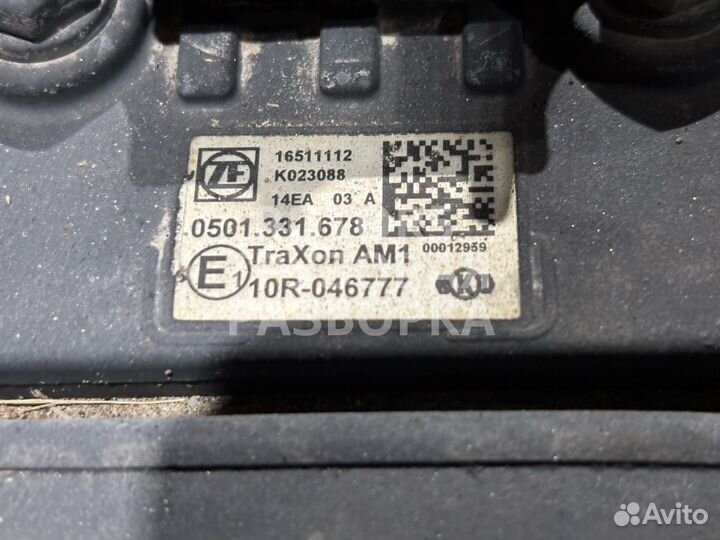 ZF
16511112
K023088
14EA 03 A
0501.331.678
00012959
TraXon AM1
E1
10R-046777
K
РАЗБОРКА
Avito